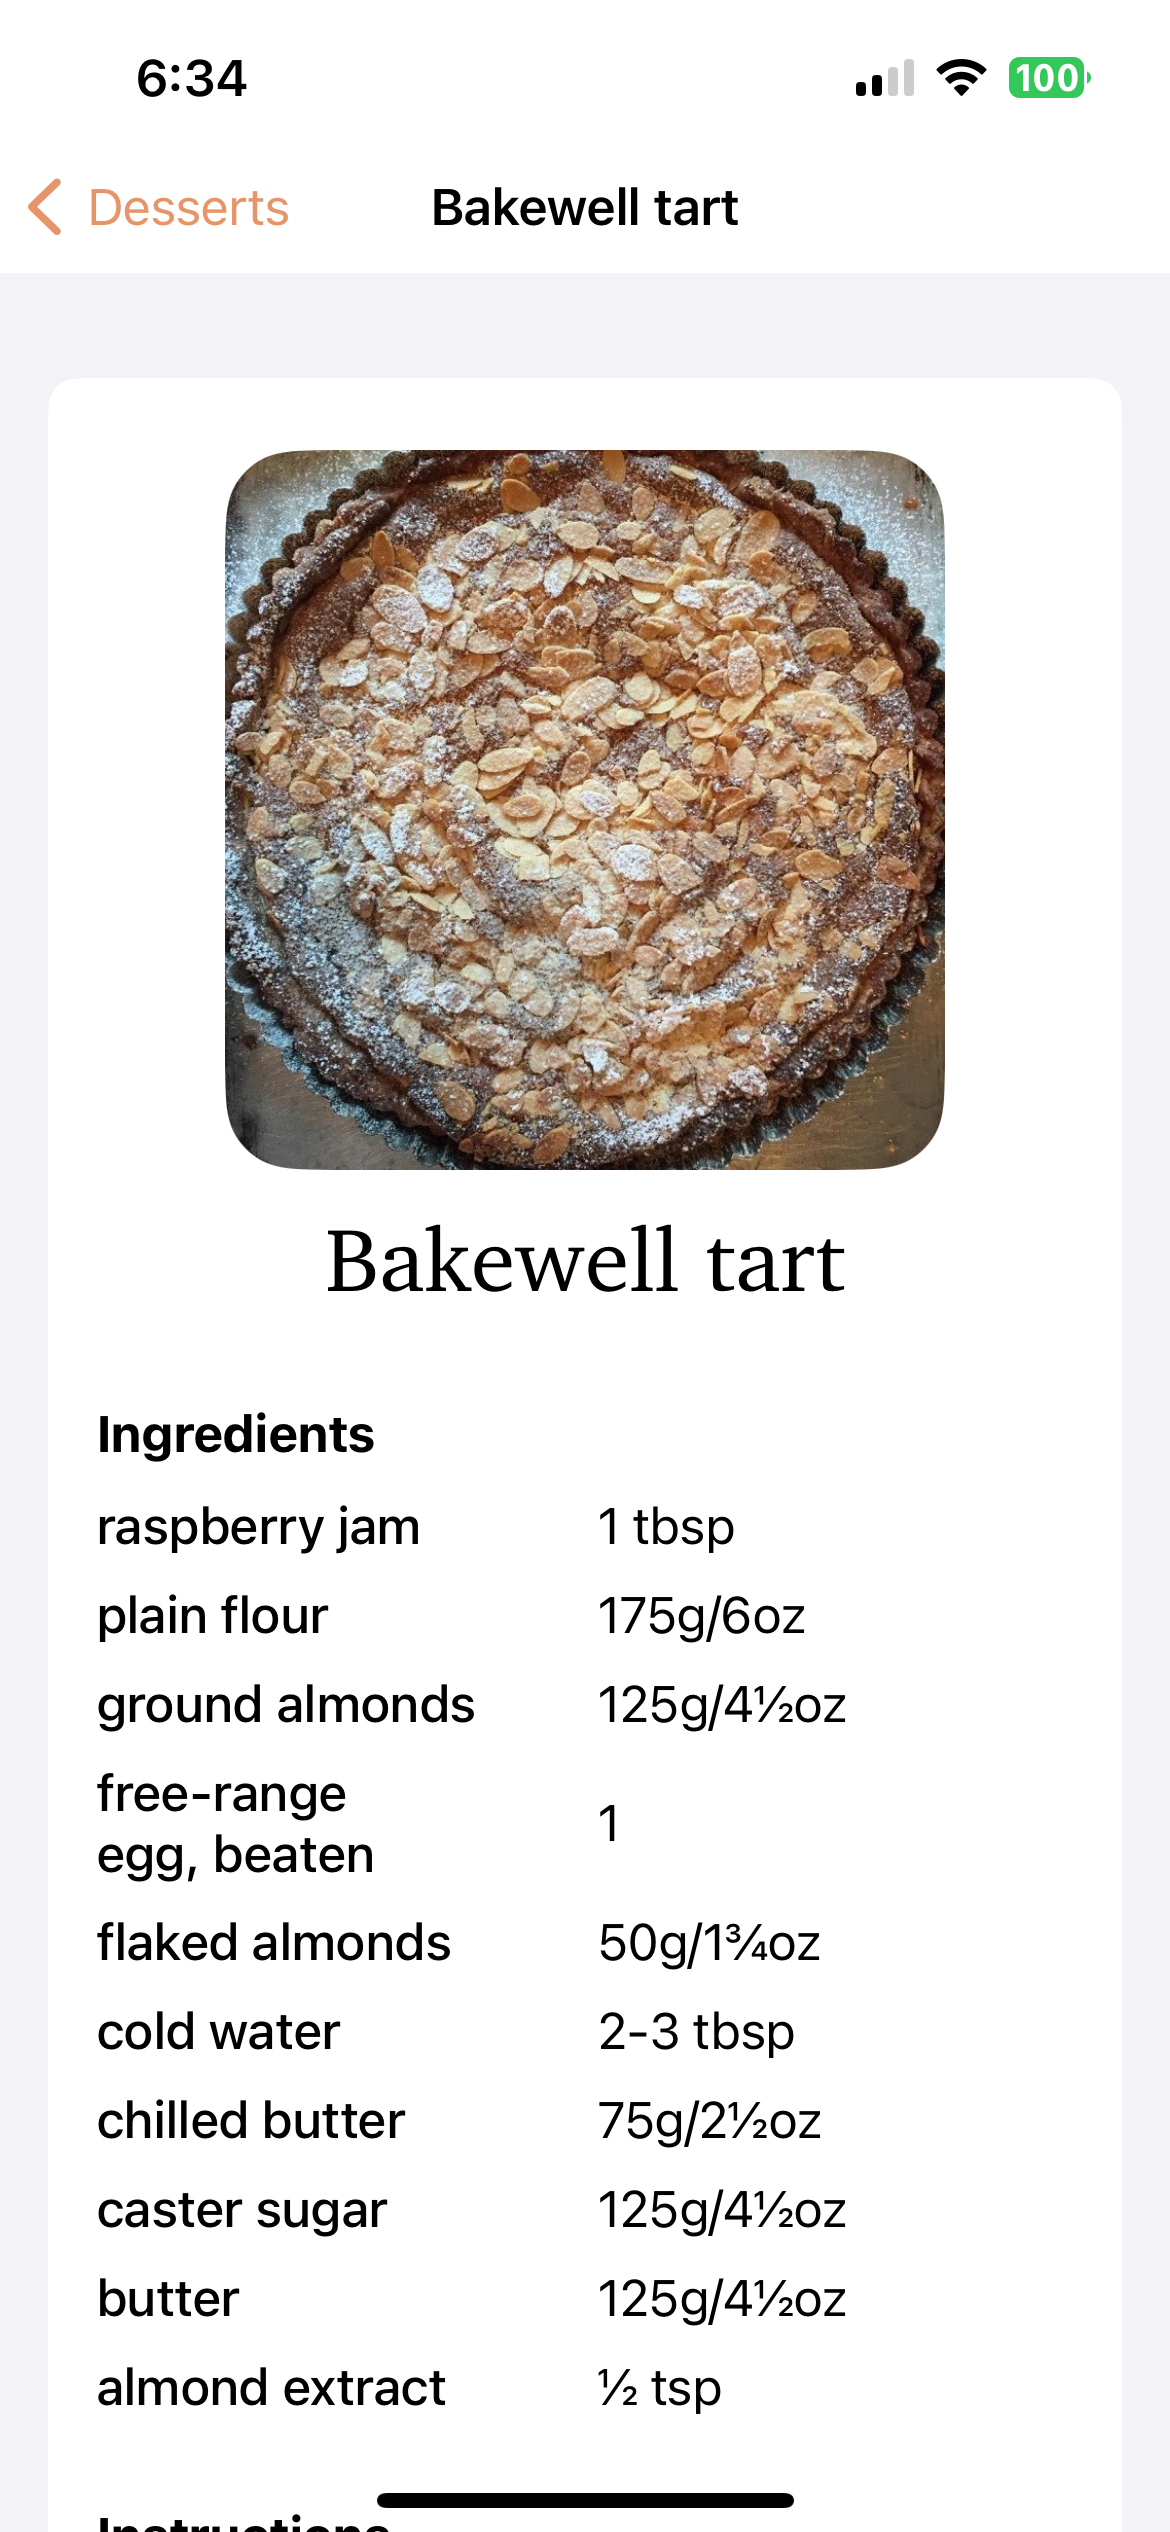 6:34
100
Desserts
Bakewell tart
Bakewell tart
Ingredients
raspberry jam 1 tbsp
plain flour 175g/6oz
ground almonds 125g/4½oz
free-range
egg, beaten 1
flaked almonds 50g/1¾oz
cold water 2-3 tbsp
chilled butter 75g/2½oz
caster sugar 125g/4½oz
butter 125g/4½oz
almond extract ½ tsp
Instructions